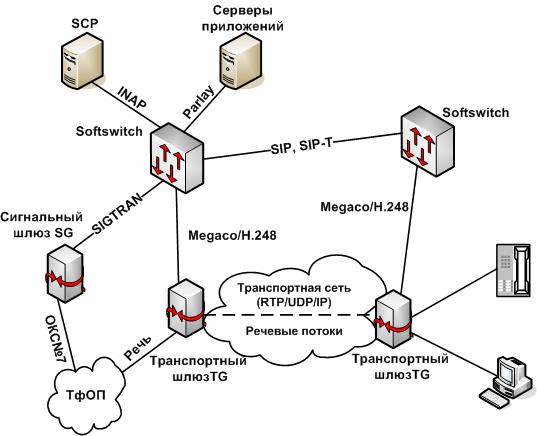 SCP
Серверы
приложений
INAP
Parlay
Softswitch
Softswitch
SIP, SIP-T
SIGTRAN
Сигнальный
шлюз SG
Megaco/H.248
Megaco/H.248
Транспортная сеть
(RTP/UDP/IP)
Речевые потоки
ОКС№7
Речь
Транспортный
шлюзTG
Транспортный
шлюзTG
ТфОП